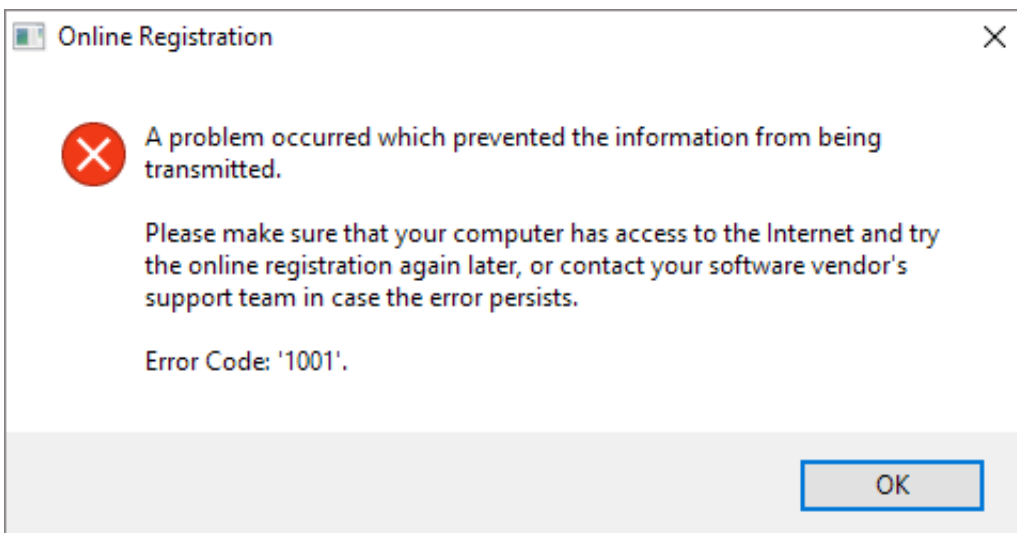 Online Registration
A problem occurred which prevented the information from being
transmitted.
Please make sure that your computer has access to the Internet and try
the online registration again later, or contact your software vendor's
support team in case the error persists.
Error Code: '1001'.
OK